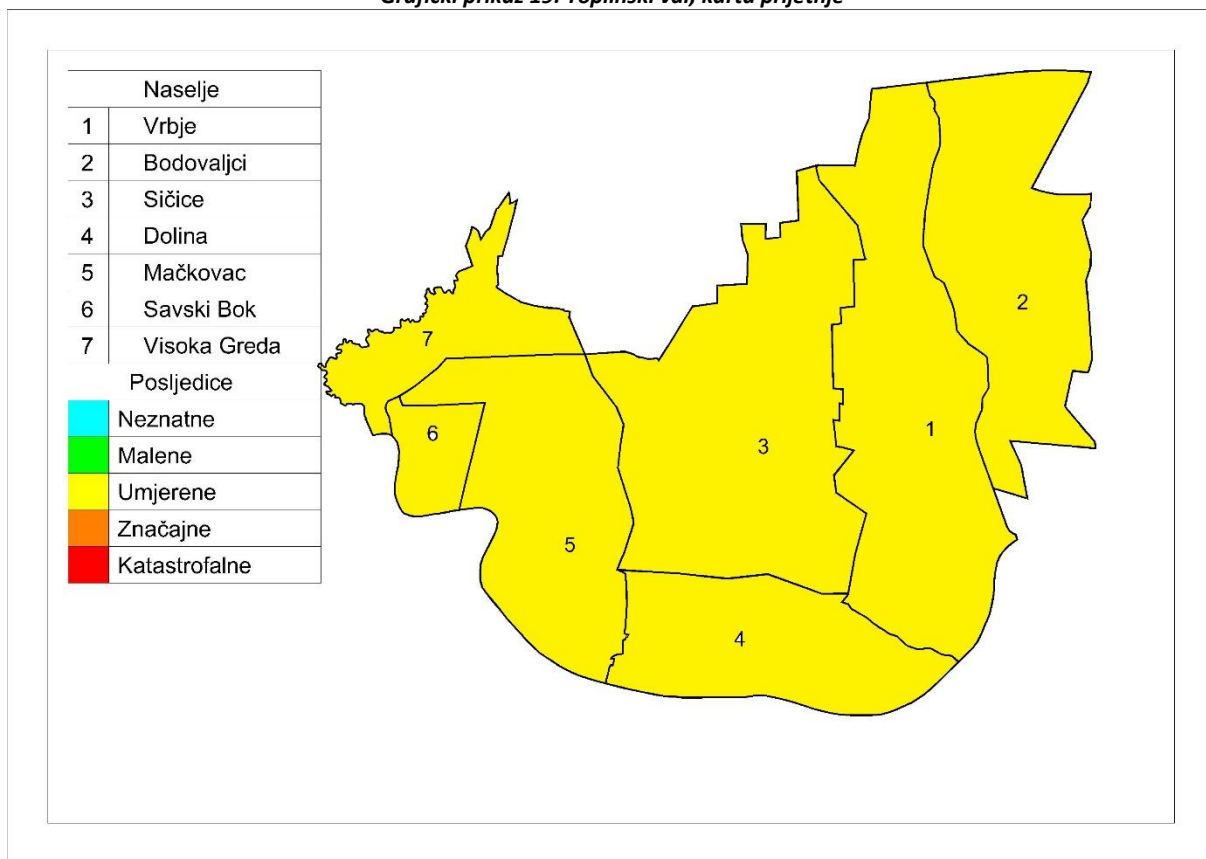 Grafički prikaz 19: Toplinski val, karta prijetnje
Naselje
1 Vrbje
2 Bodovaljci
3 Sičice
4 Dolina
5 Mačkovac
6 Savski Bok
7 Visoka Greda
Posljedice
Neznatne
Malene
Umjerene
Značajne
Katastrofalne
2
7
6
3
1
5
4